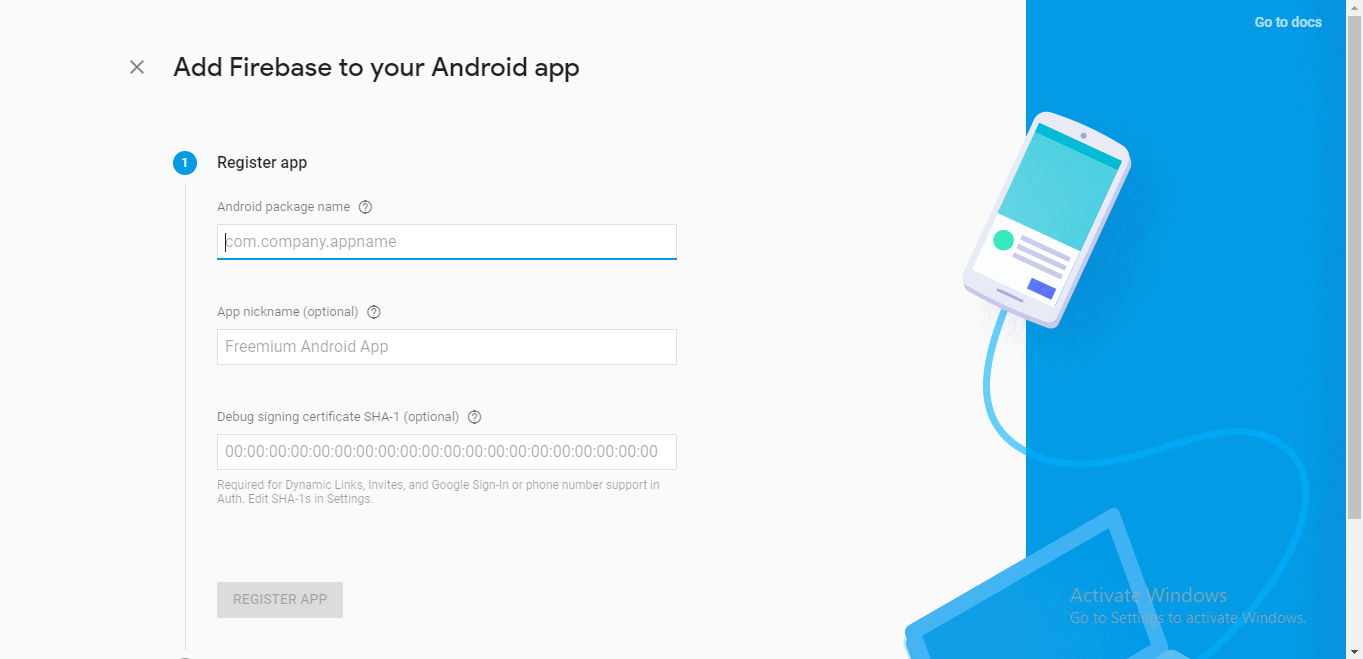 Go to docs
Add Firebase to your Android app
1
Register app
Android package name
com.company.appname
App nickname (optional)
Freemium Android App
Debug signing certificate SHA-1 (optional)
00:00:00:00:00:00:00:00:00:00:00:00:00:00:00:00:00:00:00:00
Required for Dynamic Links, Invites, and Google Sign-In or phone number support in
Auth. Edit SHA-1s in Settings.
REGISTER APP
Activate Windows
Go to Settings to activate Windows.